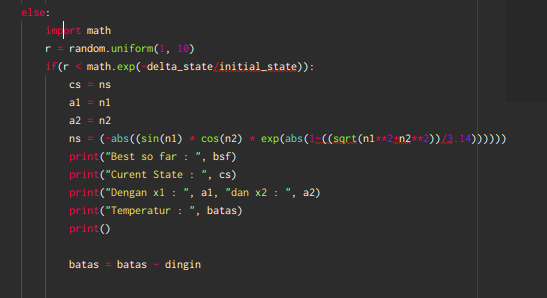 else:
import math
r = random.uniform(1, 10)
if(r < math.exp(-delta_state/initial_state)):
cs = ns
a1 = n1
a2 = n2
ns = (-abs((sin(n1) * cos(n2) * exp(abs(1-((sqrt(n1**2+n2**2))/3.14))))))
print("Best so far : ", bsf)
print("Curent State : ", cs)
print("Dengan x1 : ", a1, "dan x2 : ", a2)
print("Temperatur : ", batas)
print()
batas = batas - dingin